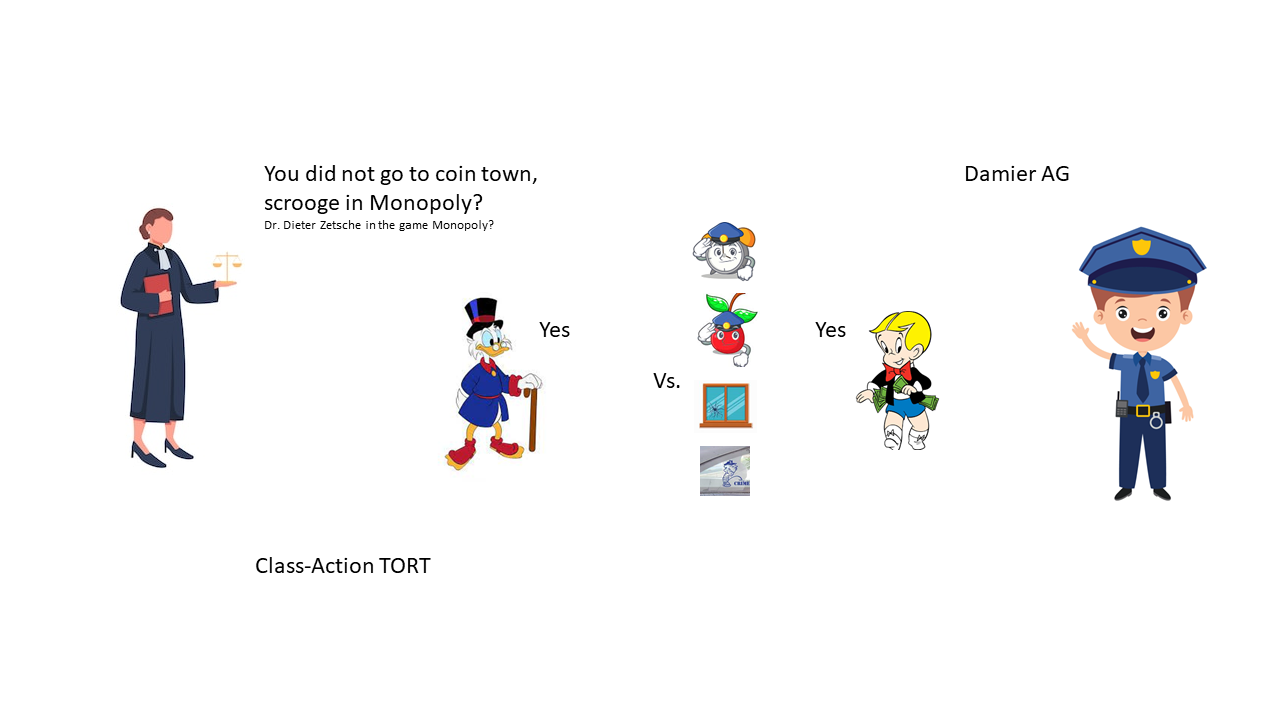 You did not go to coin town,
scrooge in Monopoly?
Dr. Dieter Zetsche in the game Monopoly?
Damier AG
Yes
Yes
Vs.
CRIME
Class-Action TORT